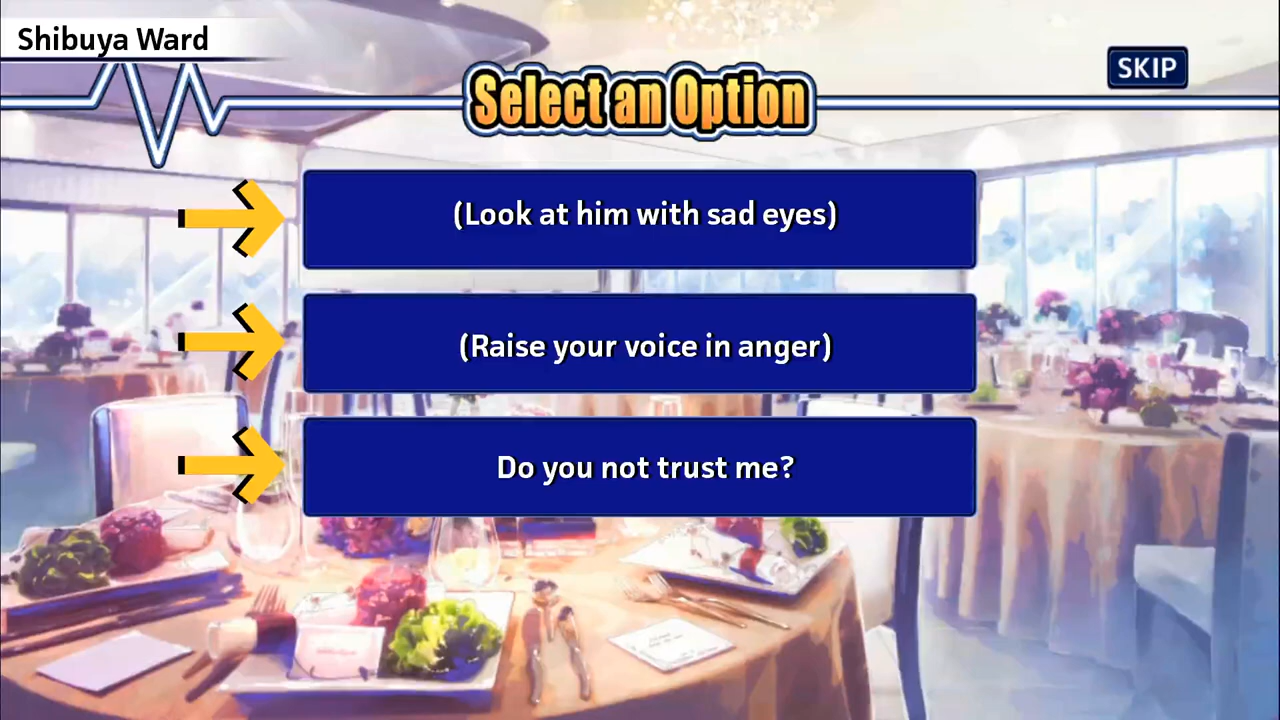 Shibuya Ward
SKIP
Select an Option
(Look at him with sad eyes)
(Raise your voice in anger)
Do you not trust me?